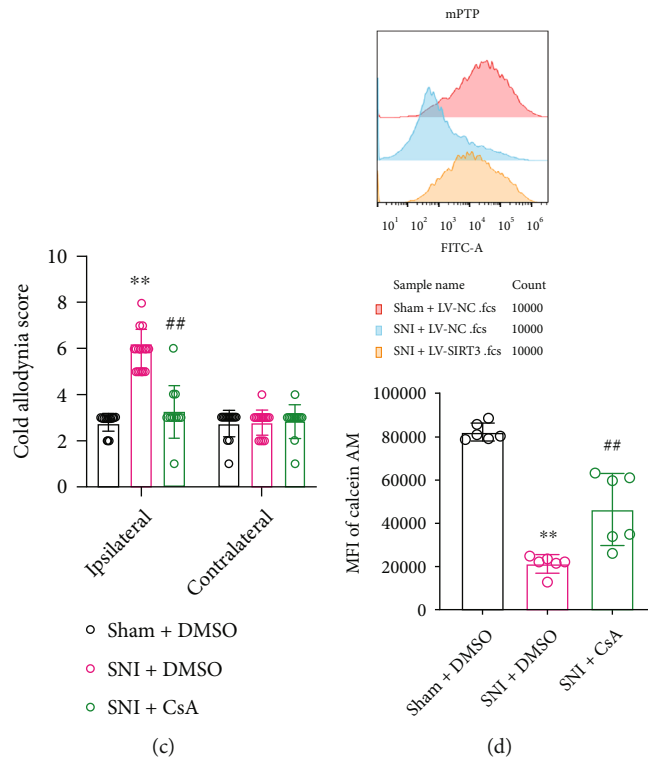 mPTP
10¹ 10² 10³ 10⁴ 10⁵ 10⁶
FITC-A
Sample name Count
Sham + LV-NC .fcs 10000
SNI + LV-NC .fcs 10000
SNI + LV-SIRT3 .fcs 10000
Cold allodynia score
10
8
6
4
2
0
**
##
Ipsilateral
Contralateral
Sham + DMSO
SNI + DMSO
SNI + CsA
(c)
MFI of calcein AM
100000
80000
60000
40000
20000
0
**
##
Sham + DMSO
SNI + DMSO
SNI + CsA
(d)